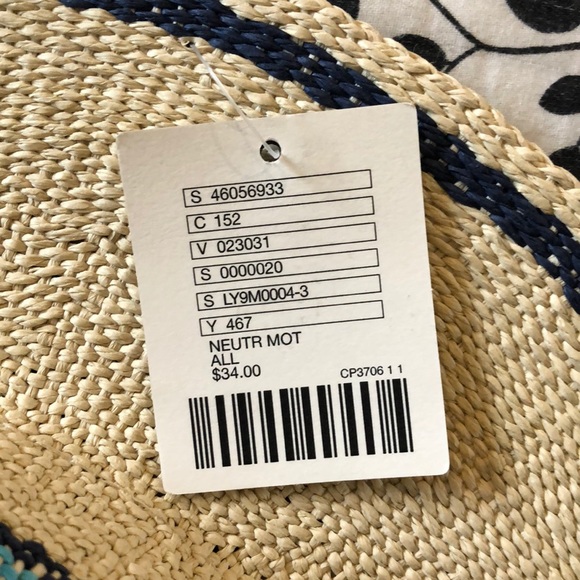 S 46056933
C 152
V 023031
S 0000020
S LY9M0004-3
Y 467
NEUTR MOT
ALL
$34.00
CP3706 1 1